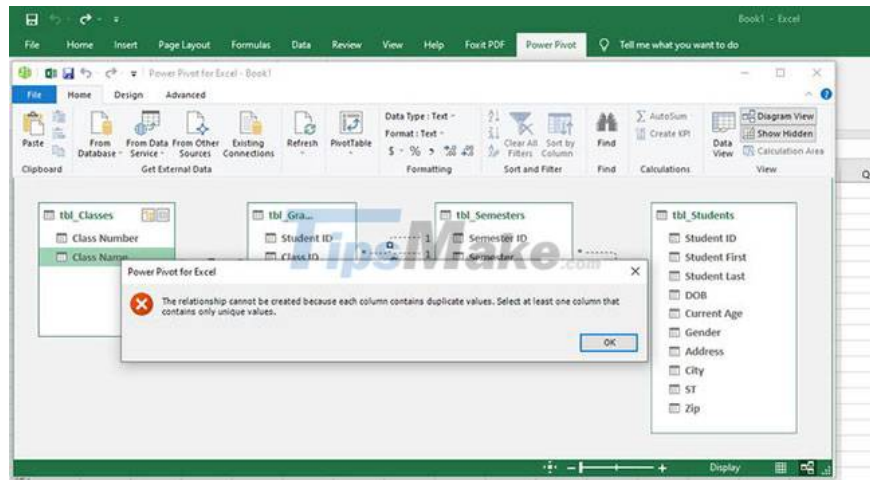 Book1 - Excel
File Home Insert Page Layout Formulas Data Review View Help Foxit PDF Power Pivot Tell me what you want to do
Power Pivot for Excel - Book1
File Home Design Advanced
Paste
From Database
From Data Service
From Other Sources
Existing Connections
Refresh
PivotTable
Data Type : Text
Format : Text
$ % ,
Clear All Filters
Sort by Column
Find
AutoSum
Create KPI
Data View
Diagram View
Show Hidden
Calculation Area
Clipboard Get External Data Formatting Sort and Filter Find Calculations View
Q
tbl_Classes
Class Number
Class Name
tbl_Gra...
Student ID
Class ID
* 1
1
tbl_Semesters
Semester ID
Semester
*
tbl_Students
Student ID
Student First
Student Last
DOB
Current Age
Gender
Address
City
ST
Zip
TipsMake.com
Power Pivot for Excel
The relationship cannot be created because each column contains duplicate values. Select at least one column that
contains only unique values.
OK
Display